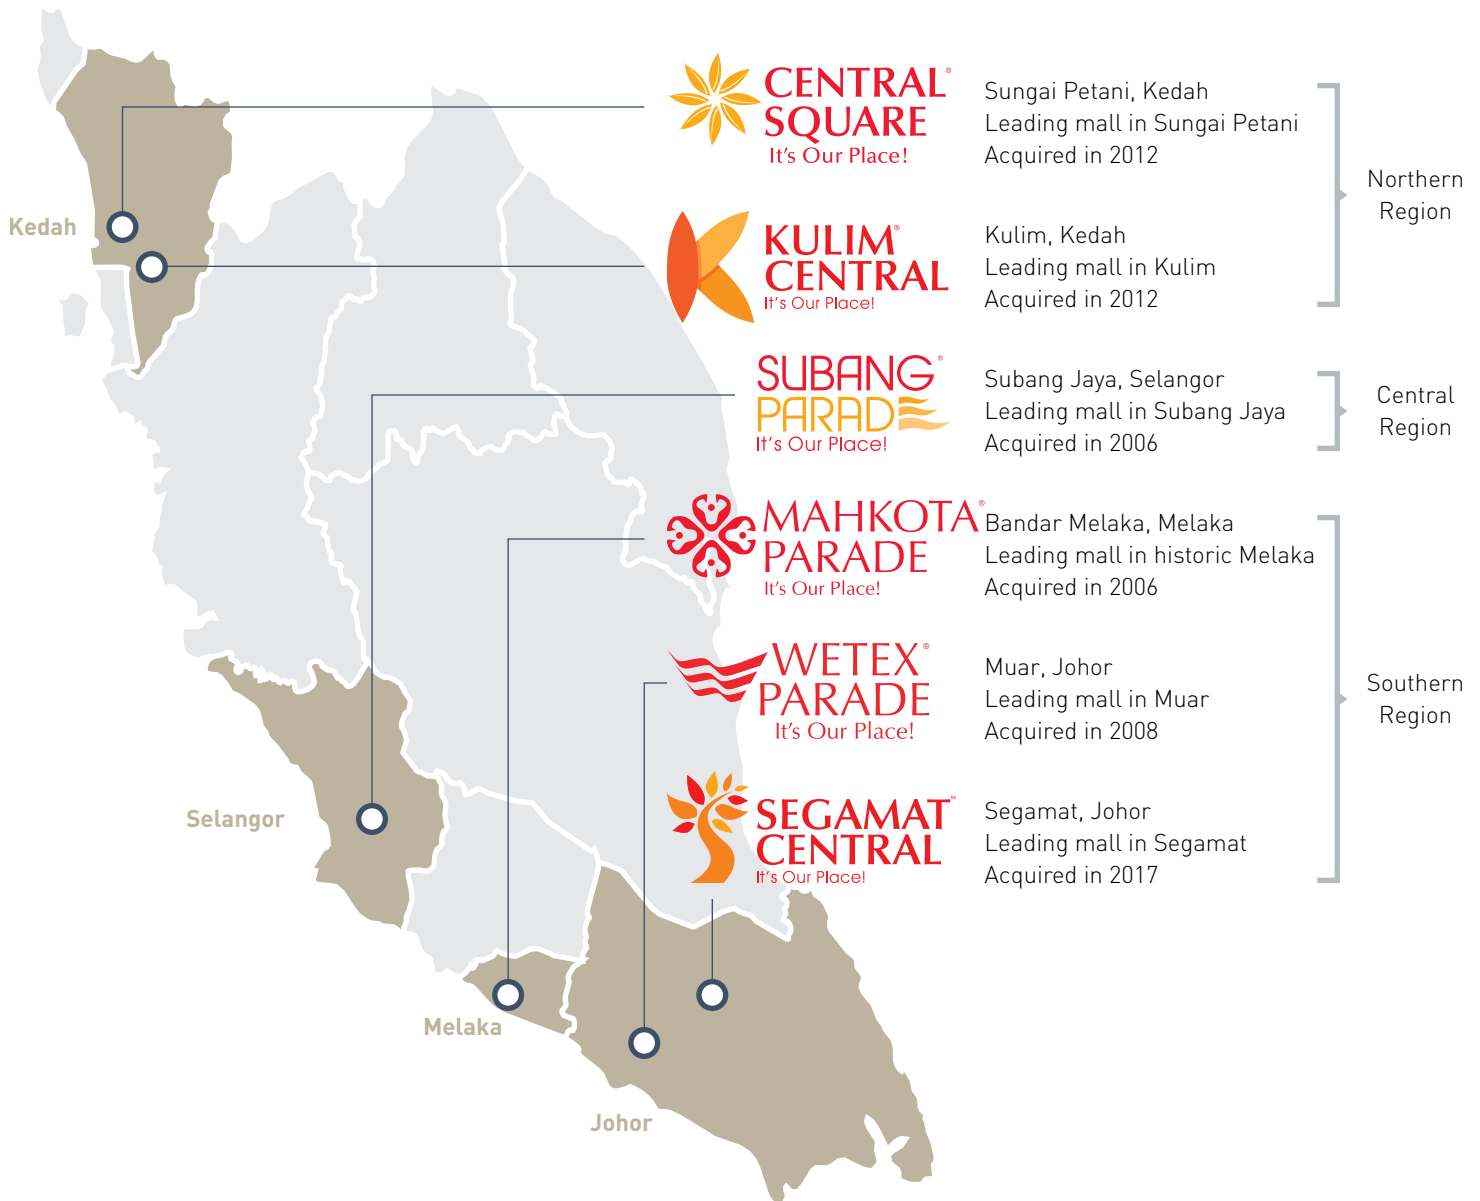 CENTRAL®
SQUARE
It's Our Place!
Sungai Petani, Kedah
Leading mall in Sungai Petani
Acquired in 2012
KULIM®
CENTRAL
It's Our Place!
Kulim, Kedah
Leading mall in Kulim
Acquired in 2012
Northern
Region
SUBANG®
PARADE
It's Our Place!
Subang Jaya, Selangor
Leading mall in Subang Jaya
Acquired in 2006
Central
Region
MAHKOTA®
PARADE
It's Our Place!
Bandar Melaka, Melaka
Leading mall in historic Melaka
Acquired in 2006
WETEX®
PARADE
It's Our Place!
Muar, Johor
Leading mall in Muar
Acquired in 2008
SEGAMAT™
CENTRAL
It's Our Place!
Segamat, Johor
Leading mall in Segamat
Acquired in 2017
Southern
Region
Kedah
Selangor
Melaka
Johor